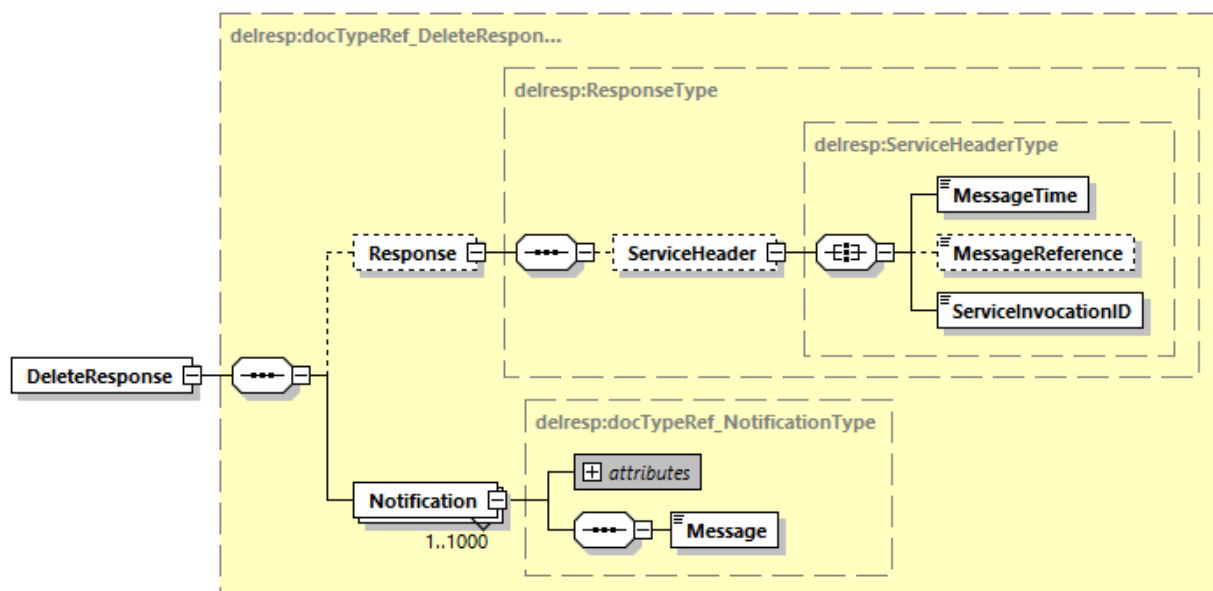 delresp:docTypeRef_DeleteRespon...
delresp:ResponseType
delresp:ServiceHeaderType
MessageTime
Response
ServiceHeader
MessageReference
ServiceInvocationID
DeleteResponse
delresp:docTypeRef_NotificationType
attributes
Notification
1..1000
Message